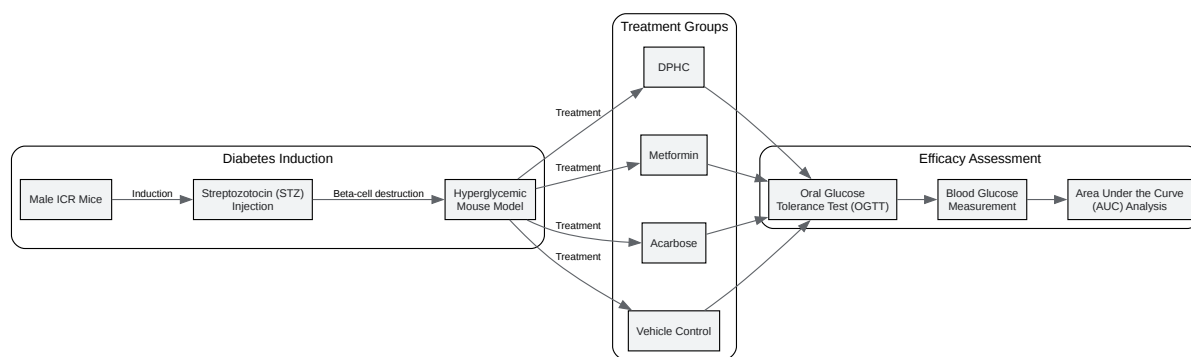 Diabetes Induction
Male ICR Mice
Induction
Streptozotocin (STZ)
Injection
Beta-cell destruction
Hyperglycemic
Mouse Model
Treatment
Treatment
Treatment
Treatment
Treatment Groups
DPHC
Metformin
Acarbose
Vehicle Control
Efficacy Assessment
Oral Glucose
Tolerance Test (OGTT)
Blood Glucose
Measurement
Area Under the Curve
(AUC) Analysis